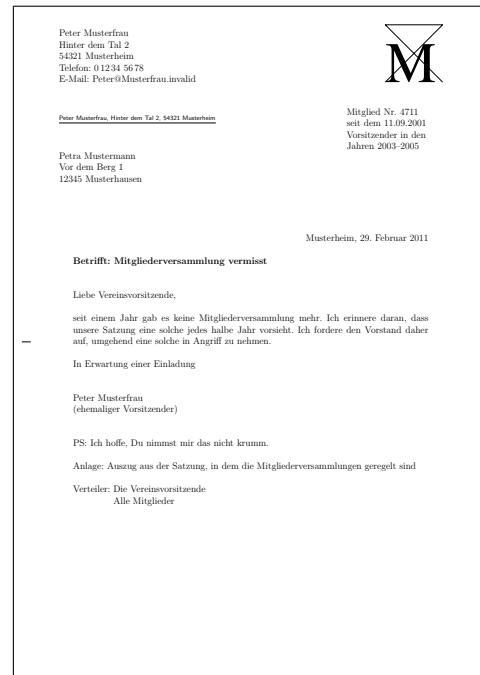 Peter Musterfrau
Hinter dem Tal 2
54321 Musterheim
Telefon: 0 12 34 56 78
E-Mail: Peter@Musterfrau.invalid
M
Peter Musterfrau, Hinter dem Tal 2, 54321 Musterheim
Mitglied Nr. 4711
seit dem 11.09.2001
Vorsitzender in den
Jahren 2003–2005
Petra Mustermann
Vor dem Berg 1
12345 Musterhausen
Musterheim, 29. Februar 2011
Betrifft: Mitgliederversammlung vermisst
Liebe Vereinsvorsitzende,
seit einem Jahr gab es keine Mitgliederversammlung mehr. Ich erinnere daran, dass
unsere Satzung eine solche jedes halbe Jahr vorsieht. Ich fordere den Vorstand daher
auf, umgehend eine solche in Angriff zu nehmen.
In Erwartung einer Einladung
Peter Musterfrau
(ehemaliger Vorsitzender)
PS: Ich hoffe, Du nimmst mir das nicht krumm.
Anlage: Auszug aus der Satzung, in dem die Mitgliederversammlungen geregelt sind
Verteiler: Die Vereinsvorsitzende
Alle Mitglieder